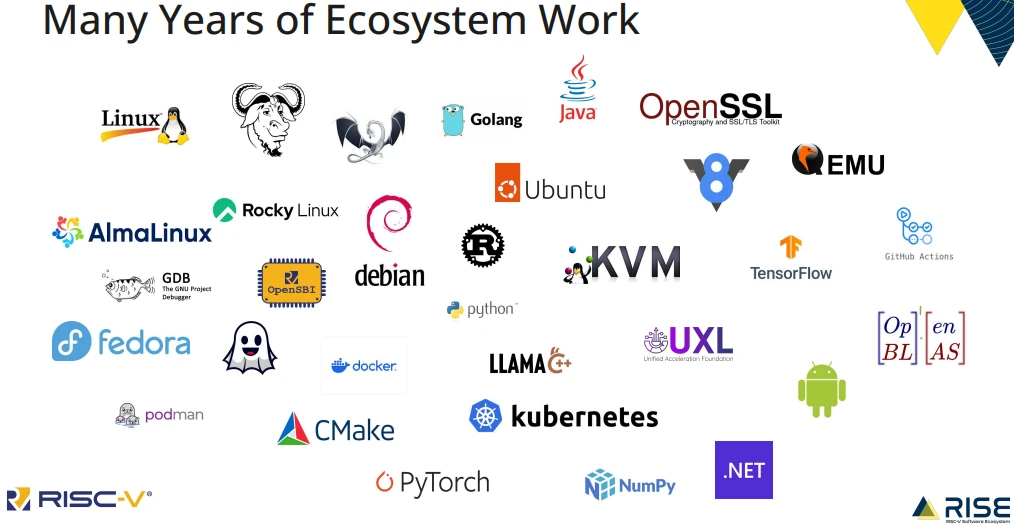 Many Years of Ecosystem Work
Linux
Golang
Java
OpenSSL
Cryptography and SSL/TLS Toolkit
QEMU
Ubuntu
V8
Rocky Linux
AlmaLinux
debian
R
KVM
TensorFlow
GitHub Actions
GDB
The GNU Project
Debugger
OpenSBI
python
fedora
docker
LLAMA C++
UXL
Unified Acceleration Foundation
Op en
BL AS
podman
CMake
kubernetes
PyTorch
NumPy
.NET
RISC-V®
RISE
RISC-V Software Ecosystem